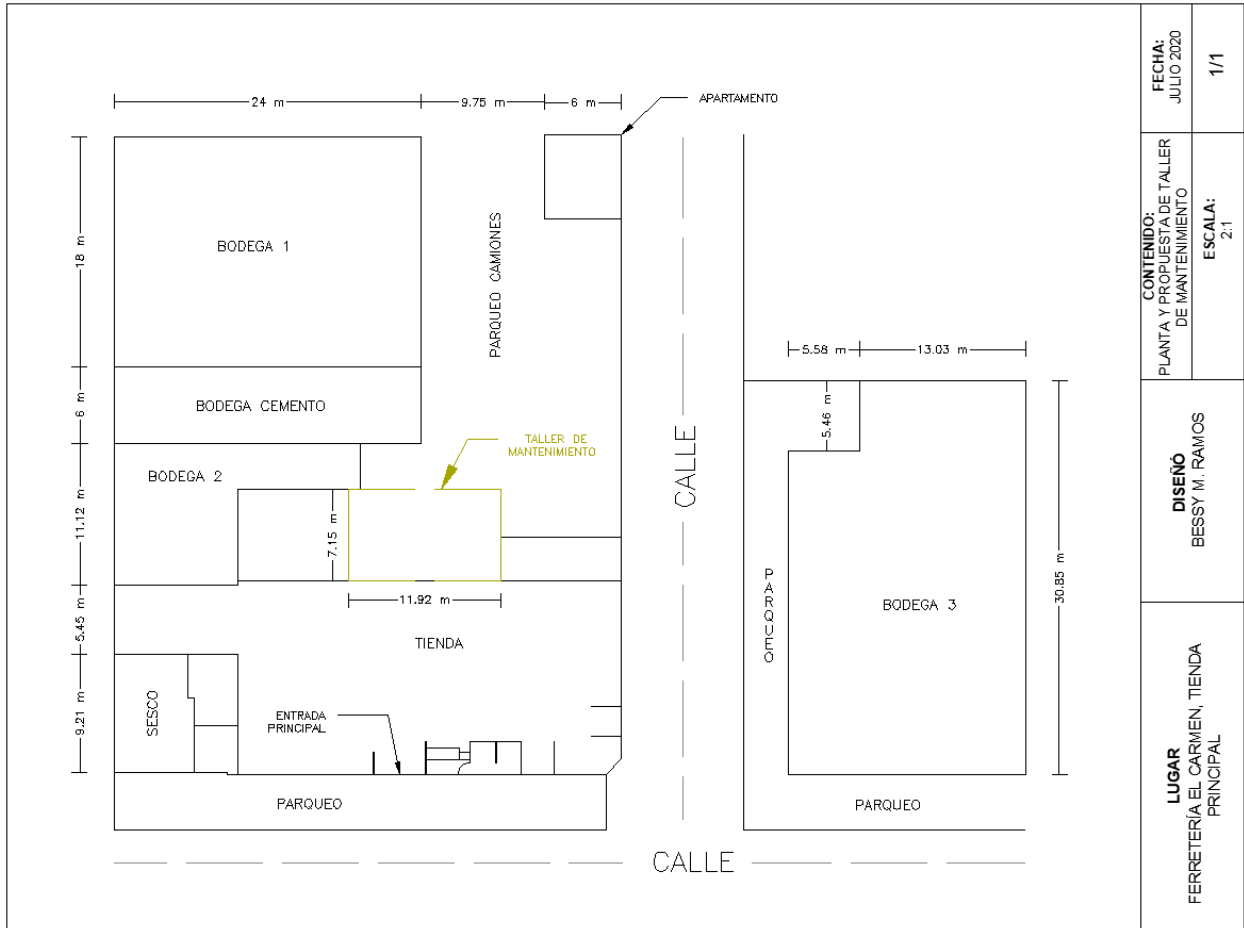 24 m
9.75 m
6 m
APARTAMENTO
18 m
BODEGA 1
PARQUEO CAMIONES
6 m
BODEGA CEMENTO
11.12 m
BODEGA 2
TALLER DE
MANTENIMIENTO
7.15 m
11.92 m
5.45 m
TIENDA
9.21 m
SESCO
ENTRADA
PRINCIPAL
PARQUEO
CALLE
CALLE
5.58 m
13.03 m
5.46 m
PARQUEO
BODEGA 3
30.85 m
PARQUEO
FECHA:
JULIO 2020
1/1
CONTENIDO:
PLANTA Y PROPUESTA DE TALLER
DE MANTENIMIENTO
ESCALA:
2:1
DISEÑO
BESSY M. RAMOS
LUGAR
FERRETERÍA EL CARMEN, TIENDA
PRINCIPAL